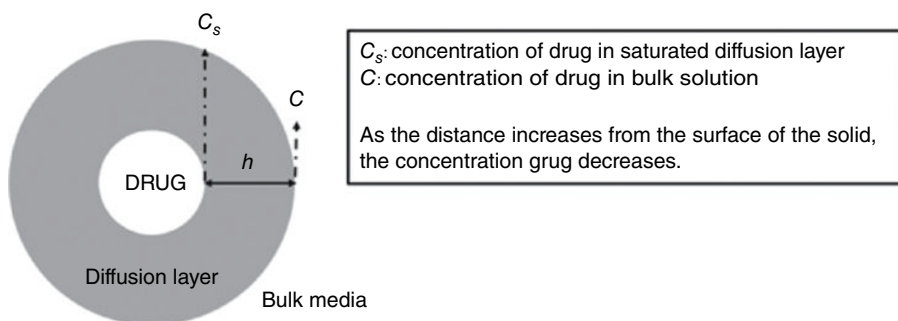 Cs
C
h
DRUG
Diffusion layer
Bulk media
Cs: concentration of drug in saturated diffusion layer
C: concentration of drug in bulk solution
As the distance increases from the surface of the solid,
the concentration grug decreases.